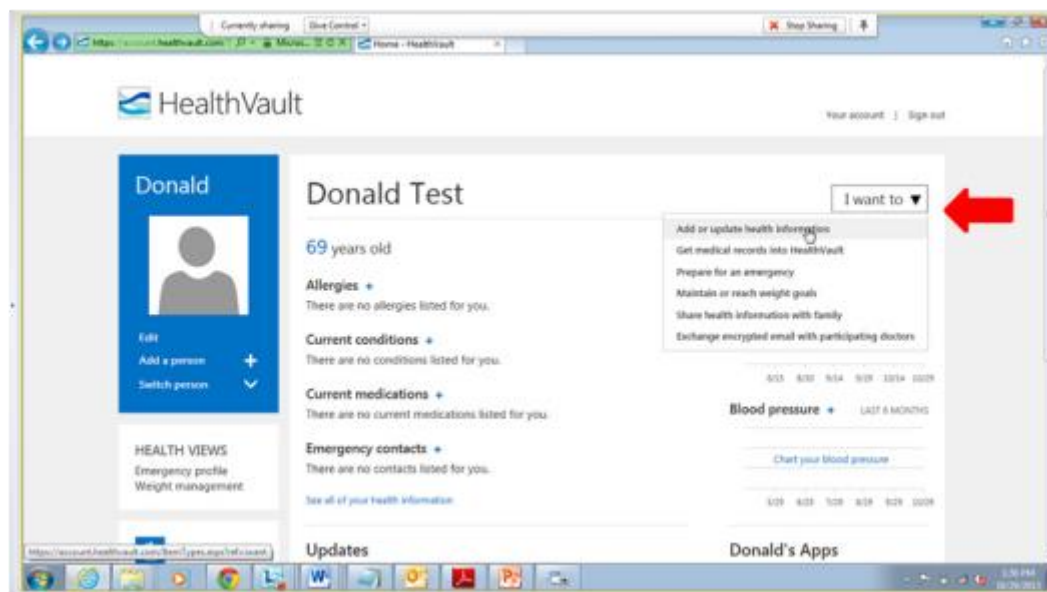 Currently sharing
Give Control
Stop Sharing
https://account.healthvault.com
Home - HealthVault
HealthVault
Your account | Sign out
Donald
Edit
Add a person +
Switch person
Donald Test
I want to ▼
Add or update health information
Get medical records into HealthVault
Prepare for an emergency
Maintain or reach weight goals
Share health information with family
Exchange encrypted email with participating doctors
69 years old
Allergies +
There are no allergies listed for you.
Current conditions +
There are no conditions listed for you.
Current medications +
There are no current medications listed for you.
Emergency contacts +
There are no contacts listed for you.
See all of your health information
Blood pressure + LAST 6 MONTHS
Chart your blood pressure
HEALTH VIEWS
Emergency profile
Weight management
Updates
Donald's Apps